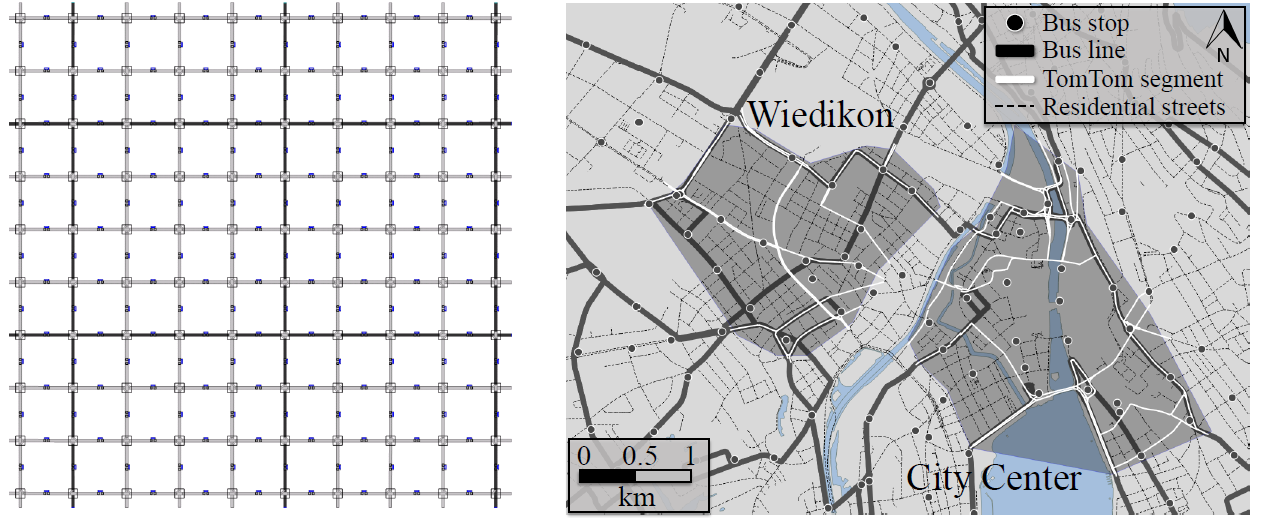 Bus stop
Bus line
TomTom segment
Residential streets
N
Wiedikon
City Center
0 0.5 1
km